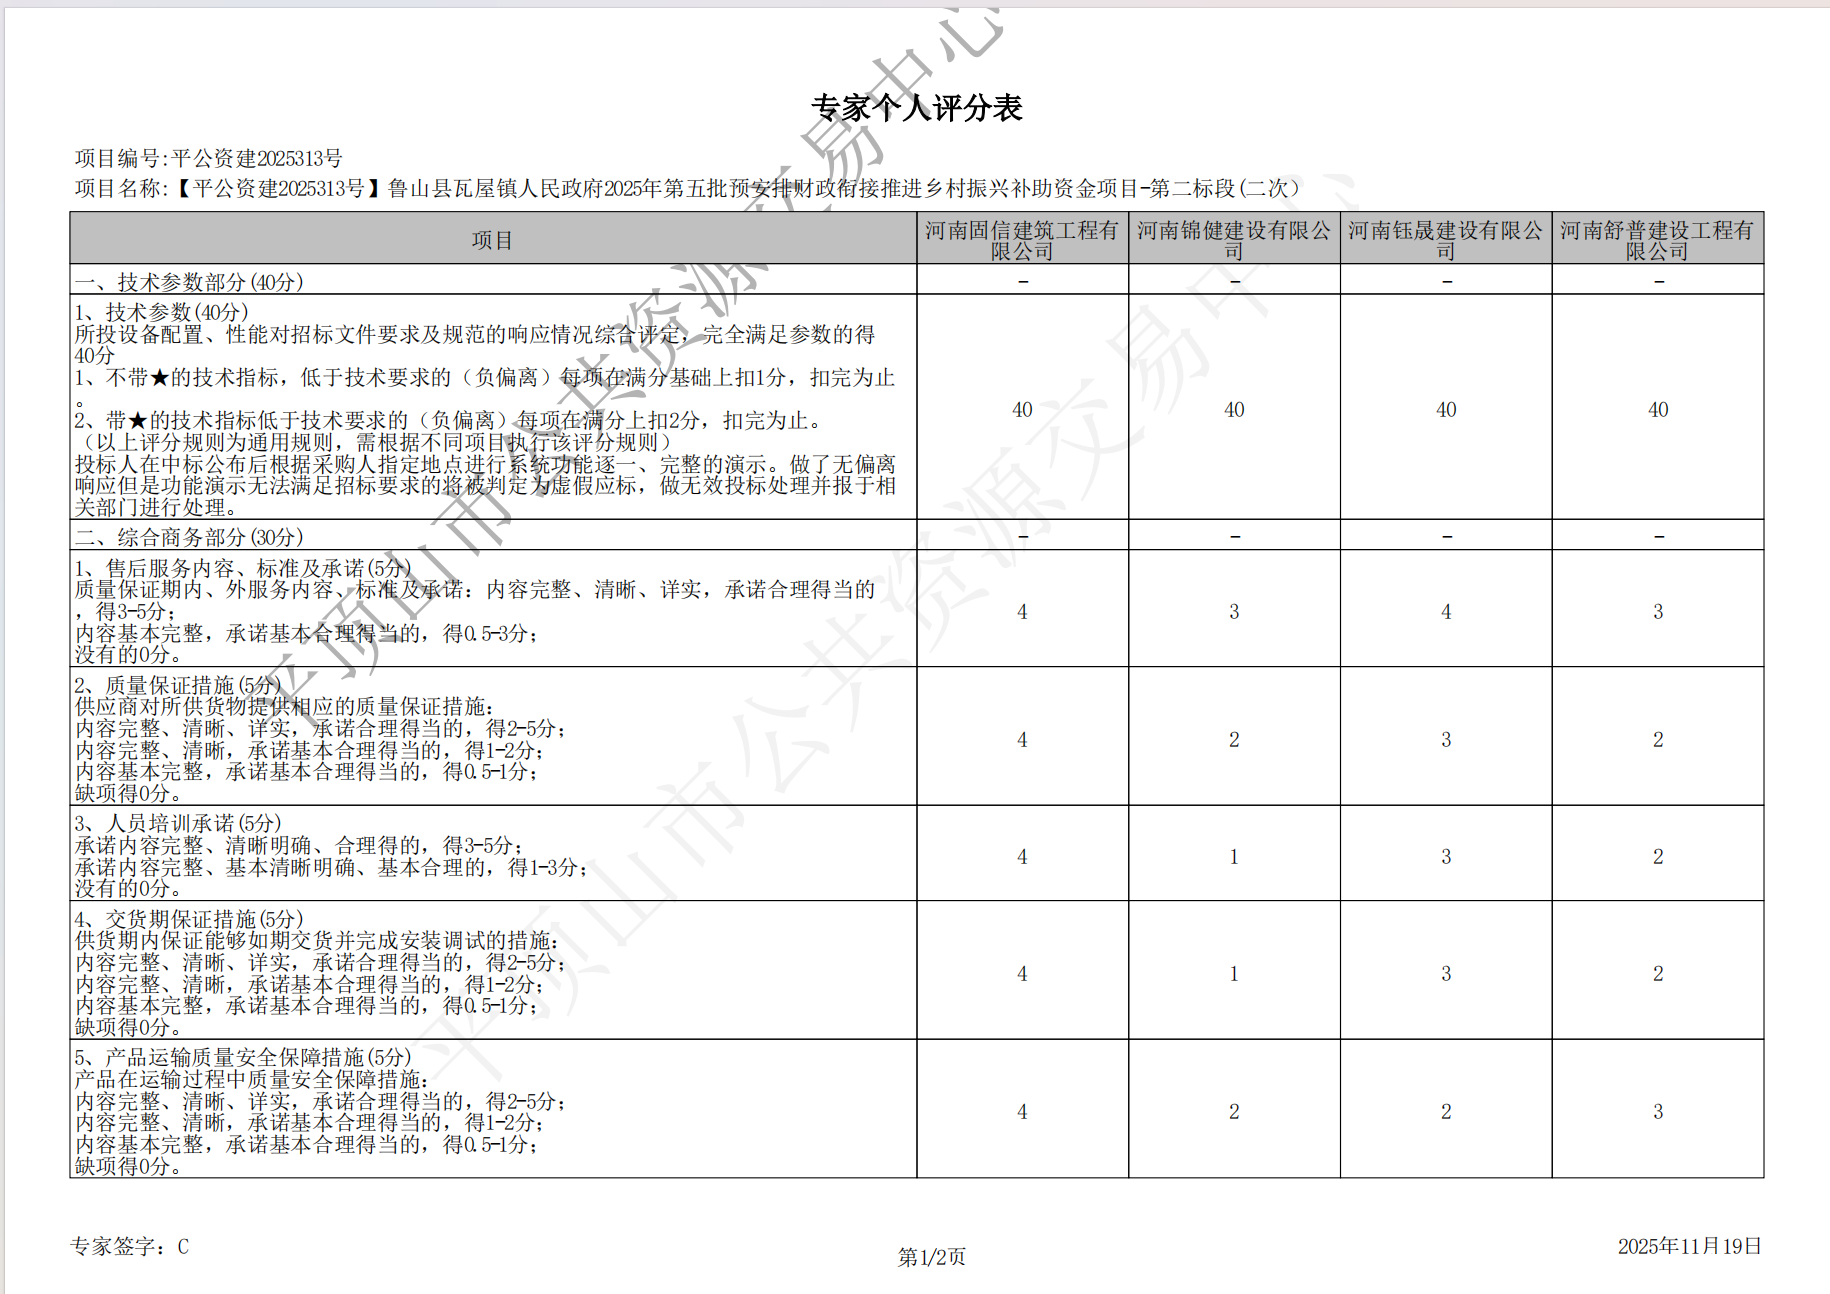 专家个人评分表
项目编号:平公资建2025313号
项目名称:【平公资建2025313号】鲁山县瓦屋镇人民政府2025年第五批预安排财政衔接推进乡村振兴补助资金项目-第二标段(二次)
项目 河南固信建筑工程有限公司 河南锦健建设有限公司 河南钰晟建设有限公司 河南舒普建设工程有限公司
一、技术参数部分(40分) - - - -
1、技术参数(40分)
所投设备配置、性能对招标文件要求及规范的响应情况综合评定，完全满足参数的得
40分
1、不带★的技术指标，低于技术要求的（负偏离）每项在满分基础上扣1分，扣完为止
。
2、带★的技术指标低于技术要求的（负偏离）每项在满分上扣2分，扣完为止。
（以上评分规则为通用规则，需根据不同项目执行该评分规则）
投标人在中标公布后根据采购人指定地点进行系统功能逐一、完整的演示。做了无偏离
响应但是功能演示无法满足招标要求的将被判定为虚假应标，做无效投标处理并报于相
关部门进行处理。
40 40 40 40
二、综合商务部分(30分) - - - -
1、售后服务内容、标准及承诺(5分)
质量保证期内、外服务内容、标准及承诺：内容完整、清晰、详实，承诺合理得当的
，得3-5分；
内容基本完整，承诺基本合理得当的，得0.5-3分；
没有的0分。
4 3 4 3
2、质量保证措施(5分)
供应商对所供货物提供相应的质量保证措施：
内容完整、清晰、详实，承诺合理得当的，得2-5分；
内容完整、清晰，承诺基本合理得当的，得1-2分；
内容基本完整，承诺基本合理得当的，得0.5-1分；
缺项得0分。
4 2 3 2
3、人员培训承诺(5分)
承诺内容完整、清晰明确、合理得的，得3-5分；
承诺内容完整、基本清晰明确、基本合理的，得1-3分；
没有的0分。
4 1 3 2
4、交货期保证措施(5分)
供货期内保证能够如期交货并完成安装调试的措施：
内容完整、清晰、详实，承诺合理得当的，得2-5分；
内容完整、清晰，承诺基本合理得当的，得1-2分；
内容基本完整，承诺基本合理得当的，得0.5-1分；
缺项得0分。
4 1 3 2
5、产品运输质量安全保障措施(5分)
产品在运输过程中质量安全保障措施：
内容完整、清晰、详实，承诺合理得当的，得2-5分；
内容完整、清晰，承诺基本合理得当的，得1-2分；
内容基本完整，承诺基本合理得当的，得0.5-1分；
缺项得0分。
4 2 2 3
专家签字：C
第1/2页
2025年11月19日
平顶山市公共资源交易中心
平顶山市公共资源交易中心